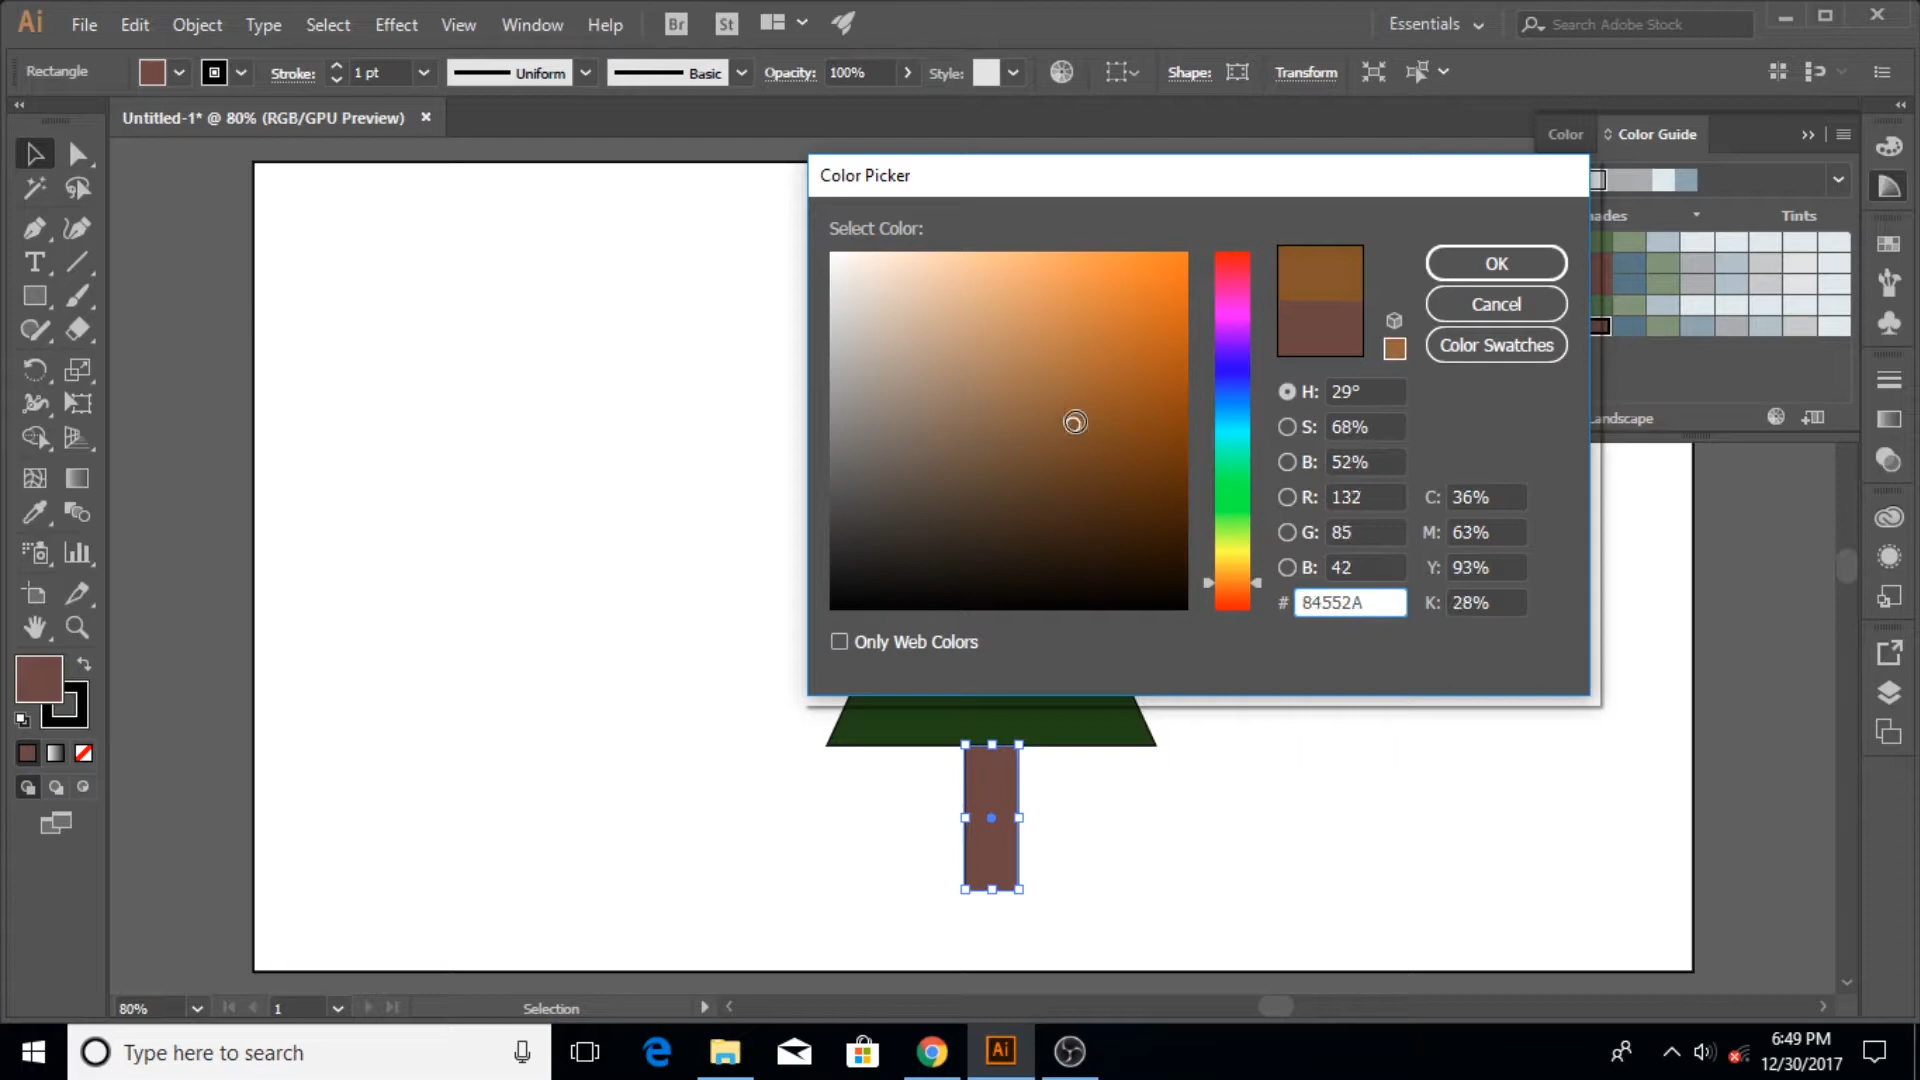 Ai File Edit Object Type Select Effect View Window Help Br St Essentials Search Adobe Stock
Rectangle Stroke: 1 pt Uniform Basic Opacity: 100% Style: Shape: Transform
Untitled-1* @ 80% (RGB/GPU Preview)
Color Color Guide
Color Picker
Select Color:
ades Tints
OK
Cancel
Color Swatches
H: 29°
S: 68%
B: 52%
R: 132 C: 36%
G: 85 M: 63%
B: 42 Y: 93%
# 84552A K: 28%
Only Web Colors
andscape
80% 1 Selection
Type here to search
Ai
6:49 PM
12/30/2017